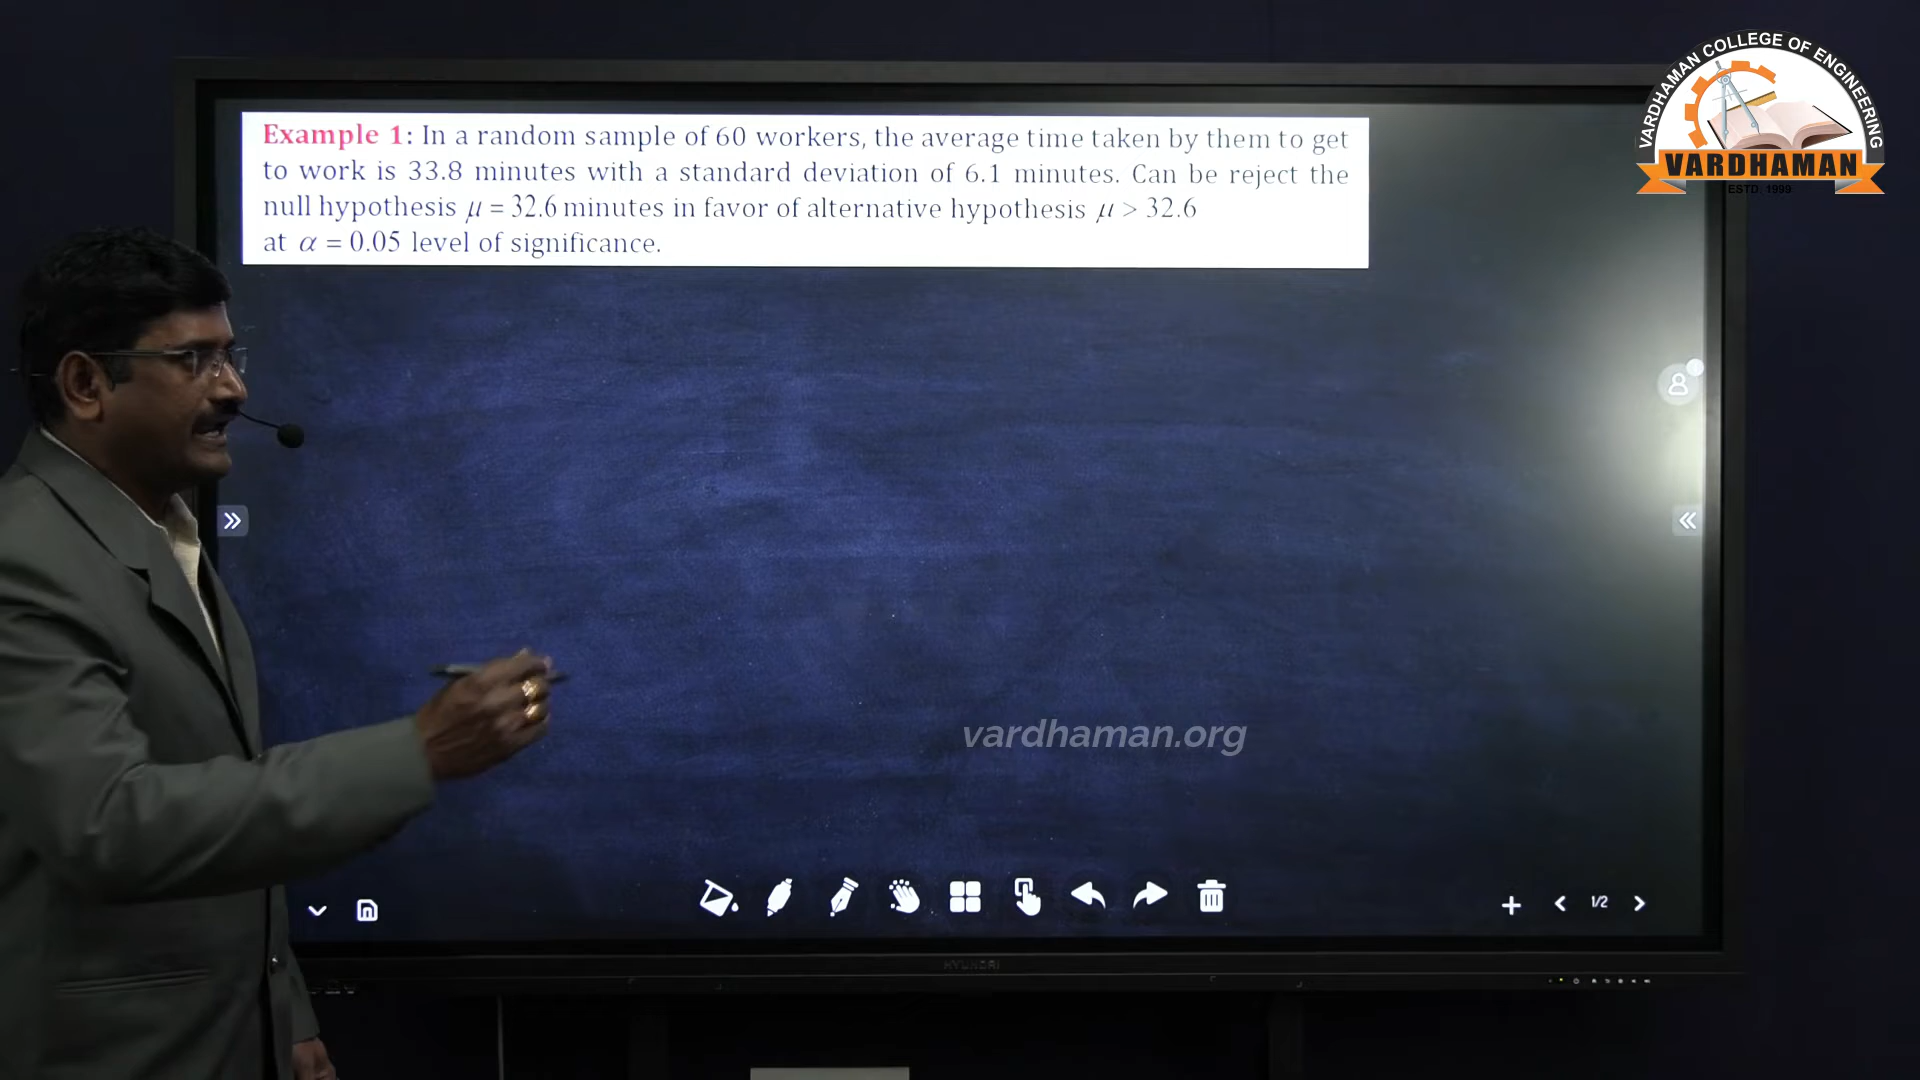 VARDHAMAN COLLEGE OF ENGINEERING
VARDHAMAN
ESTD. 1999
Example 1: In a random sample of 60 workers, the average time taken by them to get
to work is 33.8 minutes with a standard deviation of 6.1 minutes. Can be reject the
null hypothesis μ = 32.6 minutes in favor of alternative hypothesis μ > 32.6
at α = 0.05 level of significance.
vardhaman.org
1/2
HYUNDAI